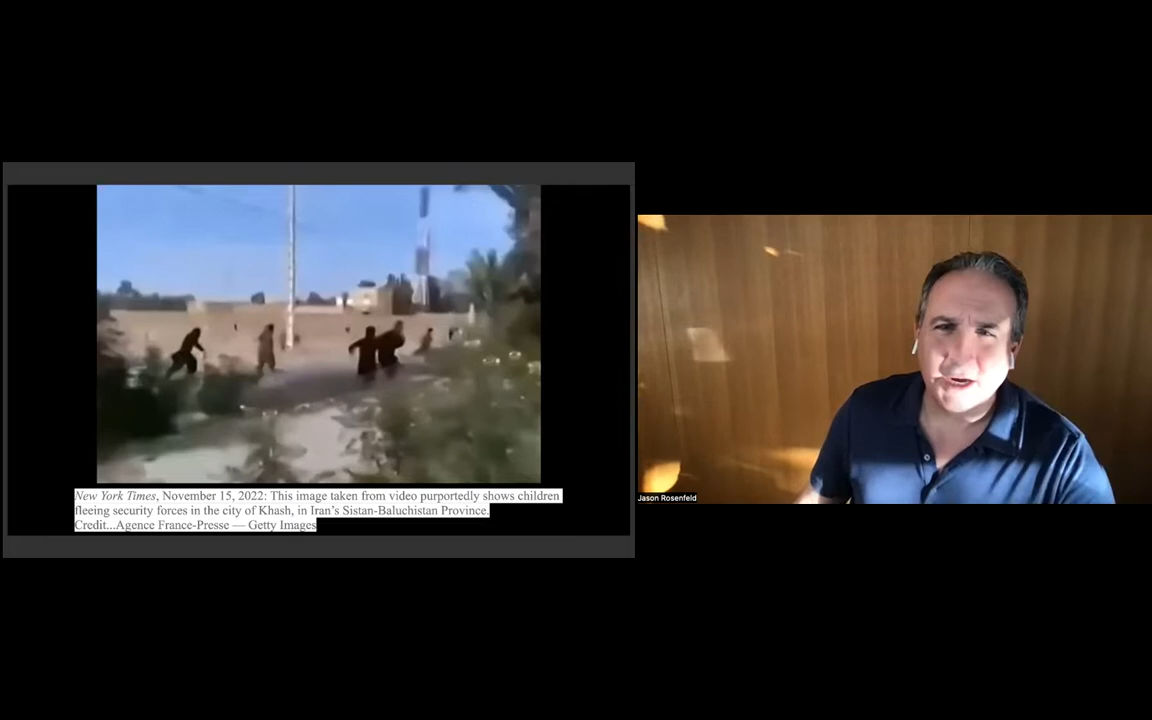 New York Times, November 15, 2022: This image taken from video purportedly shows children
fleeing security forces in the city of Khash, in Iran’s Sistan-Baluchistan Province.
Credit...Agence France-Presse — Getty Images
Jason Rosenfeld